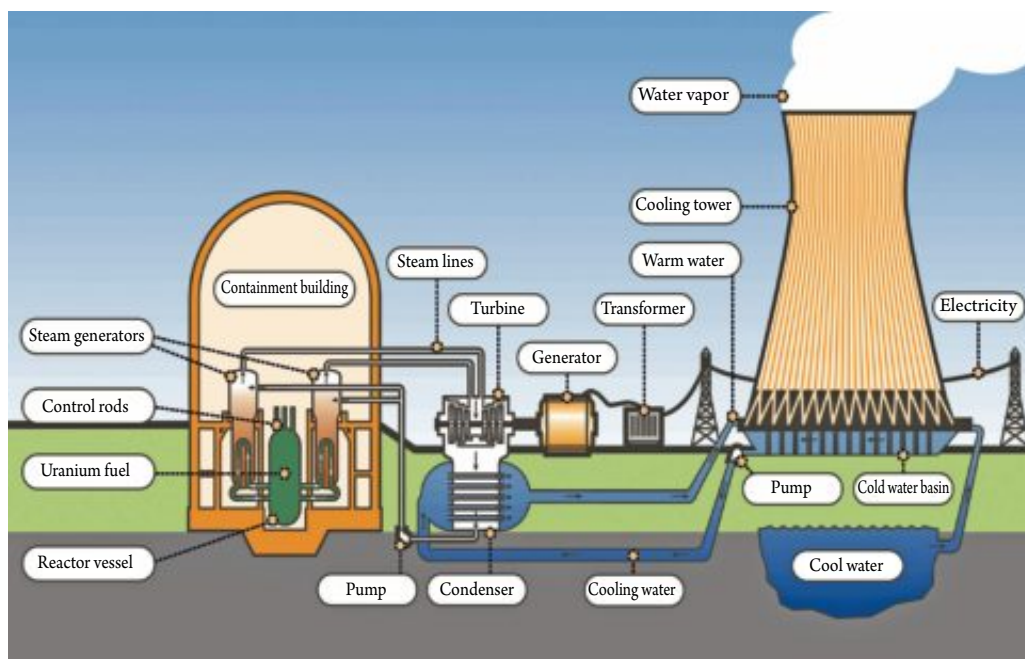 Water vapor
Cooling tower
Steam lines
Warm water
Containment building
Turbine
Transformer
Electricity
Steam generators
Generator
Control rods
Uranium fuel
Pump
Cold water basin
Reactor vessel
Cool water
Pump
Condenser
Cooling water